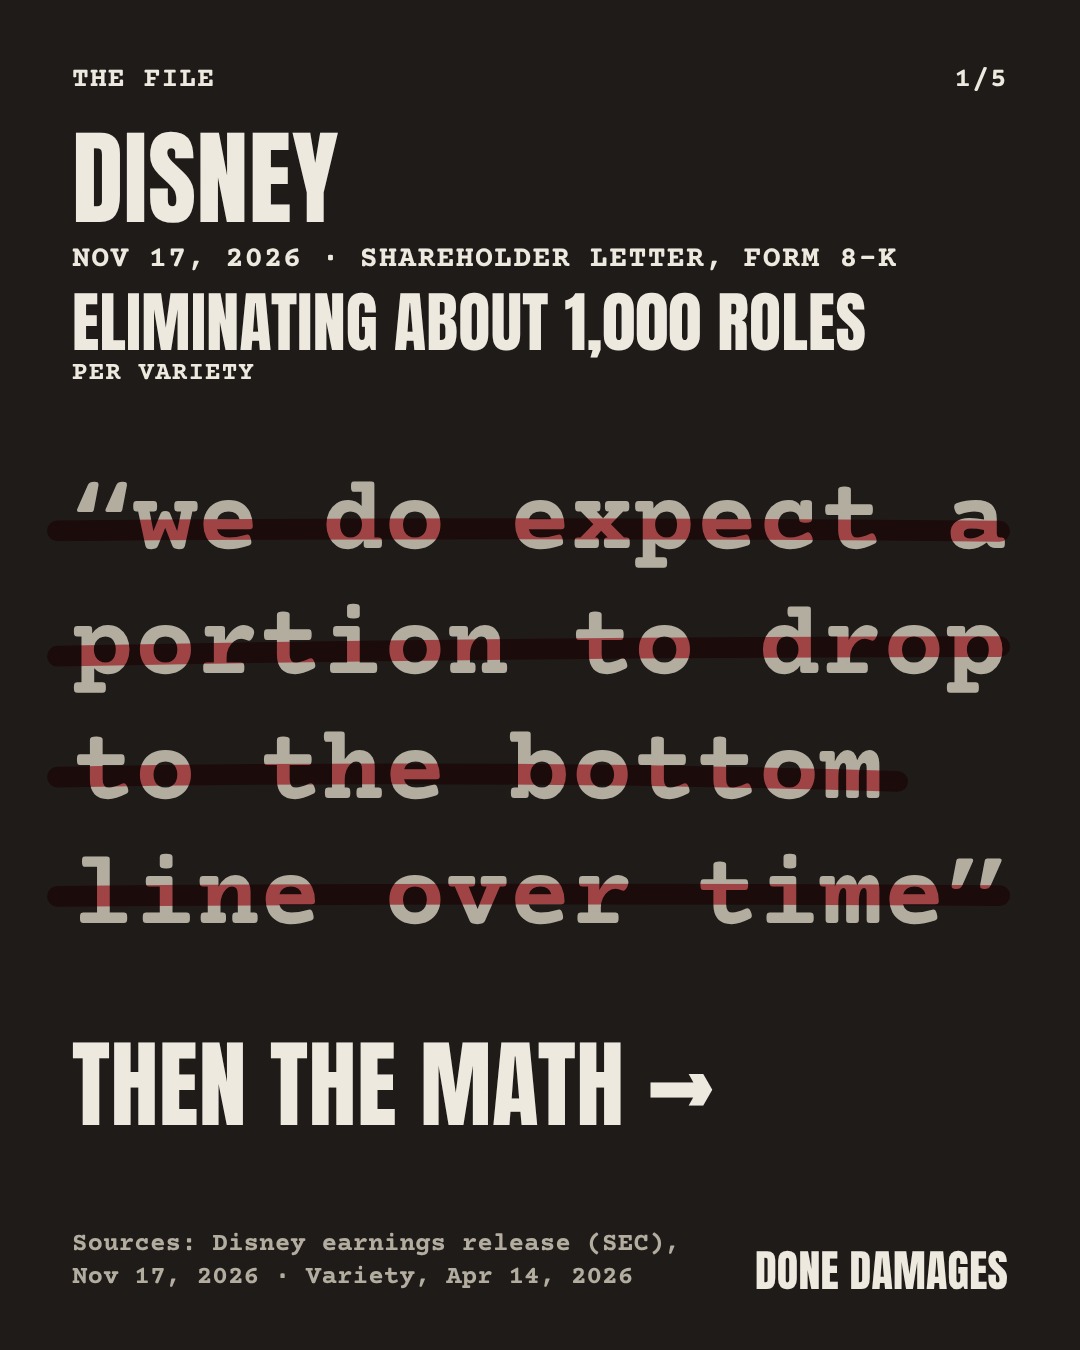 THE FILE
1/5
DISNEY
NOV 17, 2026 · SHAREHOLDER LETTER, FORM 8-K
ELIMINATING ABOUT 1,000 ROLES
PER VARIETY
“we do expect a
portion to drop
to the bottom
line over time”
THEN THE MATH →
Sources: Disney earnings release (SEC),
Nov 17, 2026 · Variety, Apr 14, 2026
DONE DAMAGES